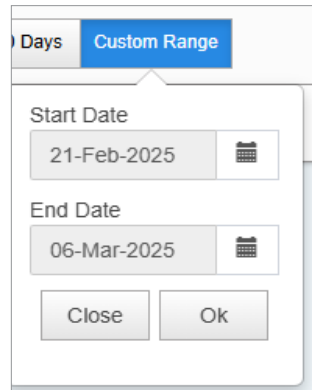 Days Custom Range
Start Date
21-Feb-2025
End Date
06-Mar-2025
Close Ok